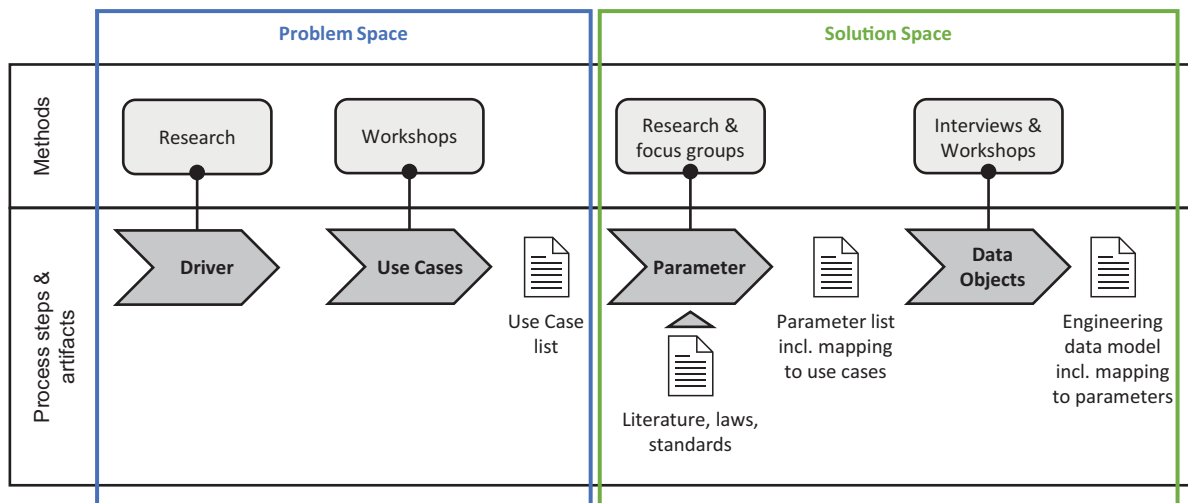 Problem Space
Solution Space
Methods
Research
Workshops
Research &
focus groups
Interviews &
Workshops
Process steps &
artifacts
Driver
Use Cases
Use Case
list
Parameter
Literature, laws,
standards
Parameter list
incl. mapping
to use cases
Data
Objects
Engineering
data model
incl. mapping
to parameters